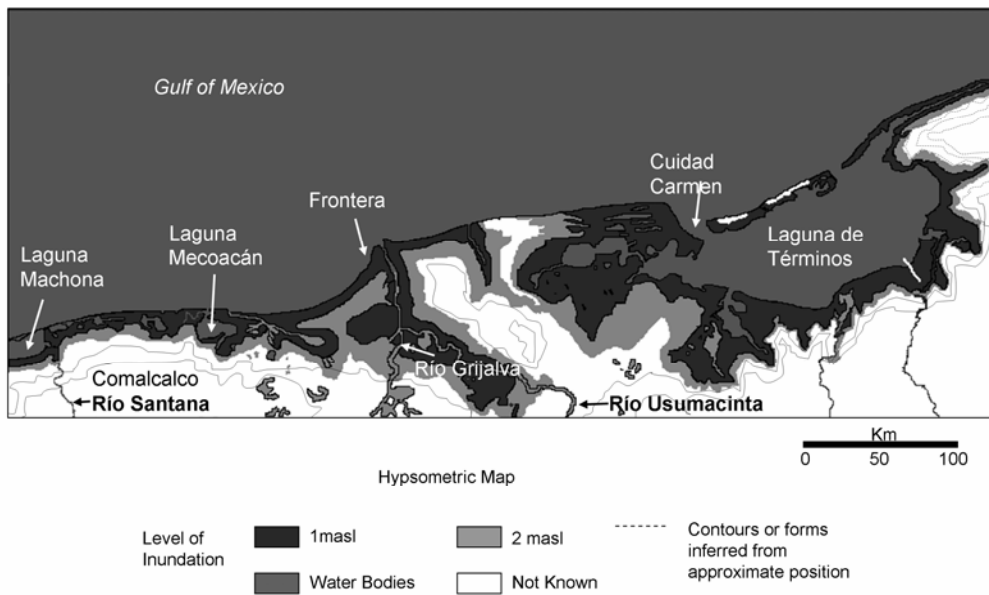 Gulf of Mexico
Cuidad
Carmen
Frontera
Laguna
Mecoacán
Laguna
Machona
Laguna de
Términos
Río Grijalva
Comalcalco
Río Santana
Río Usumacinta
Km
0 50 100
Hypsometric Map
Level of
Inundation
1masl
2 masl
Water Bodies
Not Known
Contours or forms
inferred from
approximate position